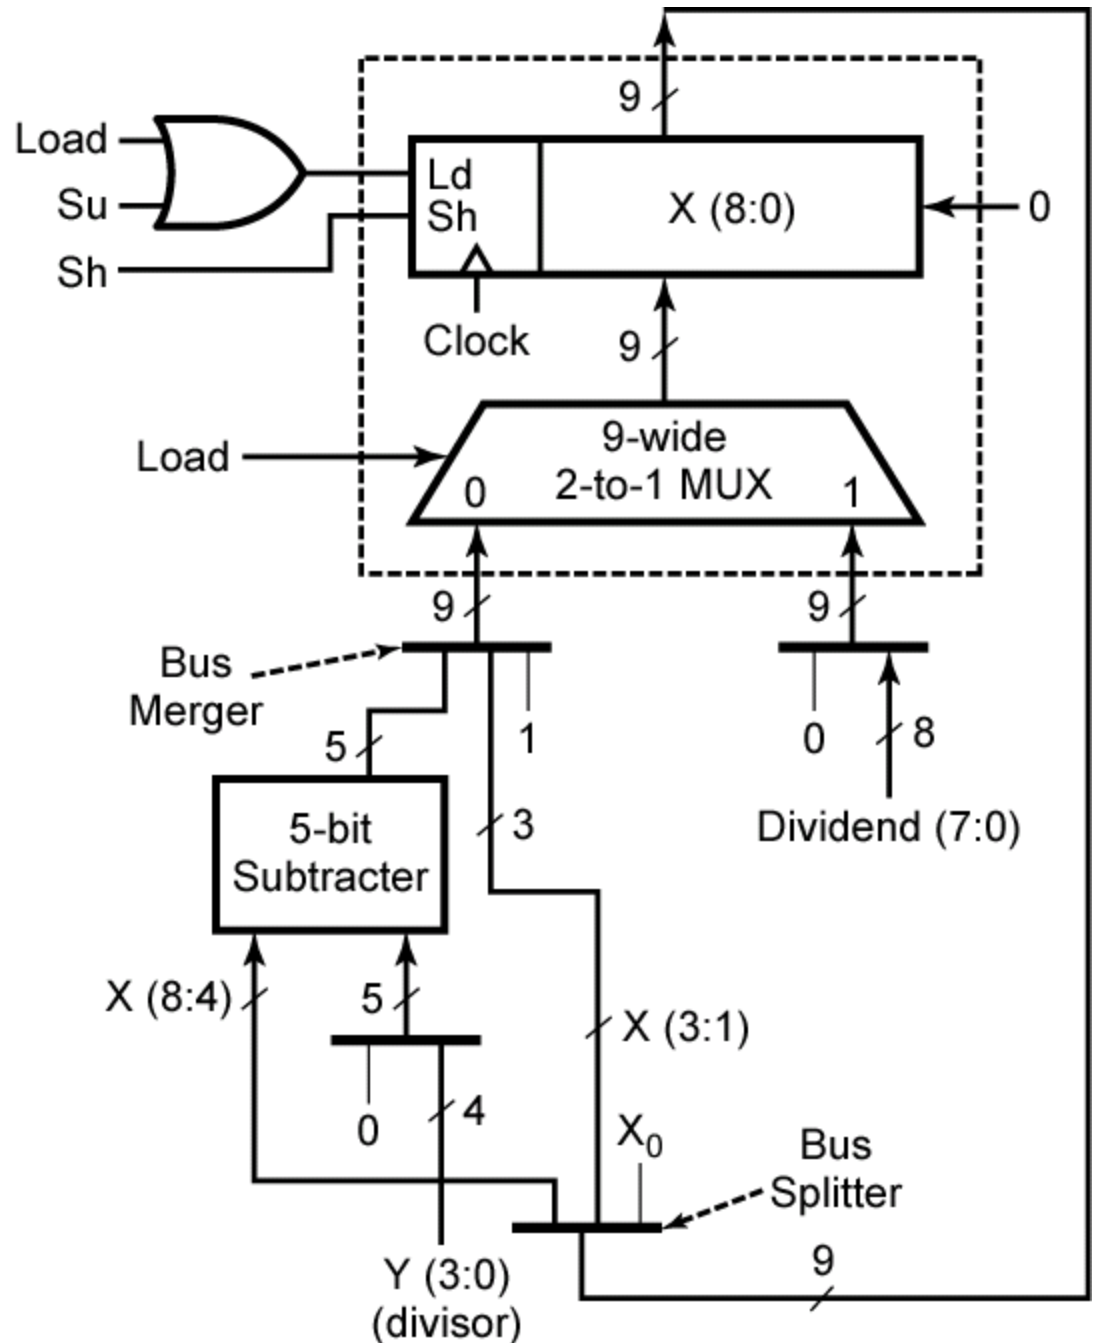 9
Load
Su
Sh
Ld
Sh
X (8:0)
0
Clock
9
Load
9-wide
2-to-1 MUX
0
1
9
9
Bus
Merger
5
1
0
8
5-bit
Subtracter
3
Dividend (7:0)
X (8:4)
5
X (3:1)
0
4
X₀
Bus
Splitter
Y (3:0)
(divisor)
9